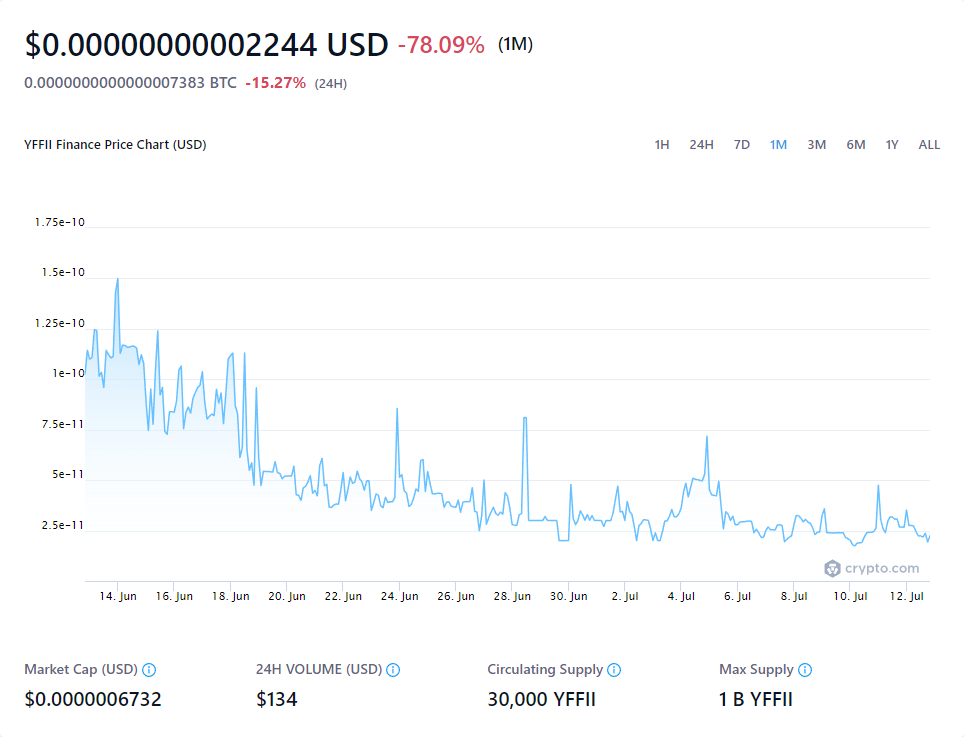 $0.00000000002244 USD -78.09% (1M)
0.0000000000000007383 BTC -15.27% (24H)
YFFII Finance Price Chart (USD) 1H 24H 7D 1M 3M 6M 1Y ALL
1.75e-10
1.5e-10
1.25e-10
1e-10
7.5e-11
5e-11
2.5e-11
crypto.com
14. Jun 16. Jun 18. Jun 20. Jun 22. Jun 24. Jun 26. Jun 28. Jun 30. Jun 2. Jul 4. Jul 6. Jul 8. Jul 10. Jul 12. Jul
Market Cap (USD) 24H VOLUME (USD) Circulating Supply Max Supply
$0.0000006732 $134 30,000 YFFII 1 B YFFII